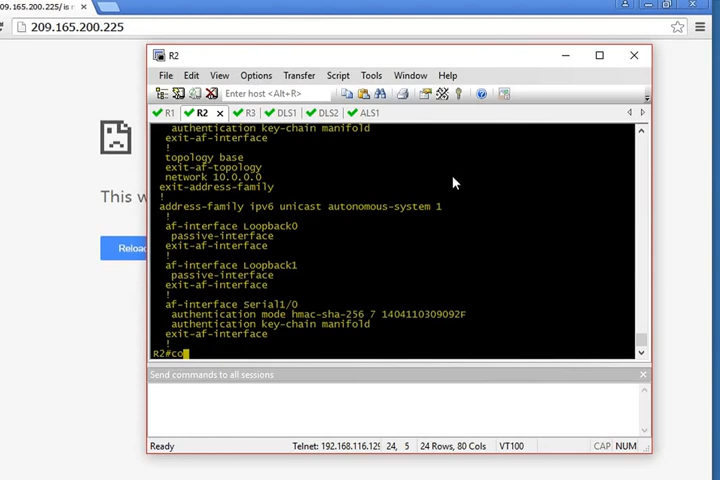 209.165.200.225/ is r
209.165.200.225
R2
File Edit View Options Transfer Script Tools Window Help
Enter host <Alt+R>
R1 R2 R3 DLS1 DLS2 ALS1
authentication key-chain manifold
exit-af-interface
!
topology base
exit-af-topology
network 10.0.0.0
exit-address-family
!
address-family ipv6 unicast autonomous-system 1
!
af-interface Loopback0
passive-interface
exit-af-interface
!
af-interface Loopback1
passive-interface
exit-af-interface
!
af-interface Serial1/0
authentication mode hmac-sha-256 7 1404110309092F
authentication key-chain manifold
exit-af-interface
!
R2#co
This w
Reload
Send commands to all sessions
Ready Telnet: 192.168.116.129 24, 5 24 Rows, 80 Cols VT100 CAP NUM